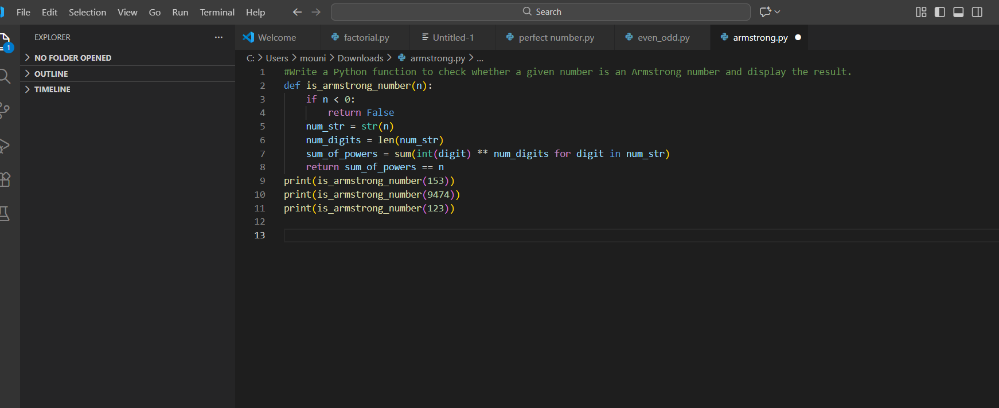 File Edit Selection View Go Run Terminal Help
Search
EXPLORER
1
NO FOLDER OPENED
OUTLINE
TIMELINE
Welcome factorial.py Untitled-1 perfect number.py even_odd.py armstrong.py
C: > Users > mouni > Downloads > armstrong.py > ...
1 #Write a Python function to check whether a given number is an Armstrong number and display the result.
2 def is_armstrong_number(n):
3     if n < 0:
4         return False
5     num_str = str(n)
6     num_digits = len(num_str)
7     sum_of_powers = sum(int(digit) ** num_digits for digit in num_str)
8     return sum_of_powers == n
9 print(is_armstrong_number(153))
10 print(is_armstrong_number(9474))
11 print(is_armstrong_number(123))
12
13